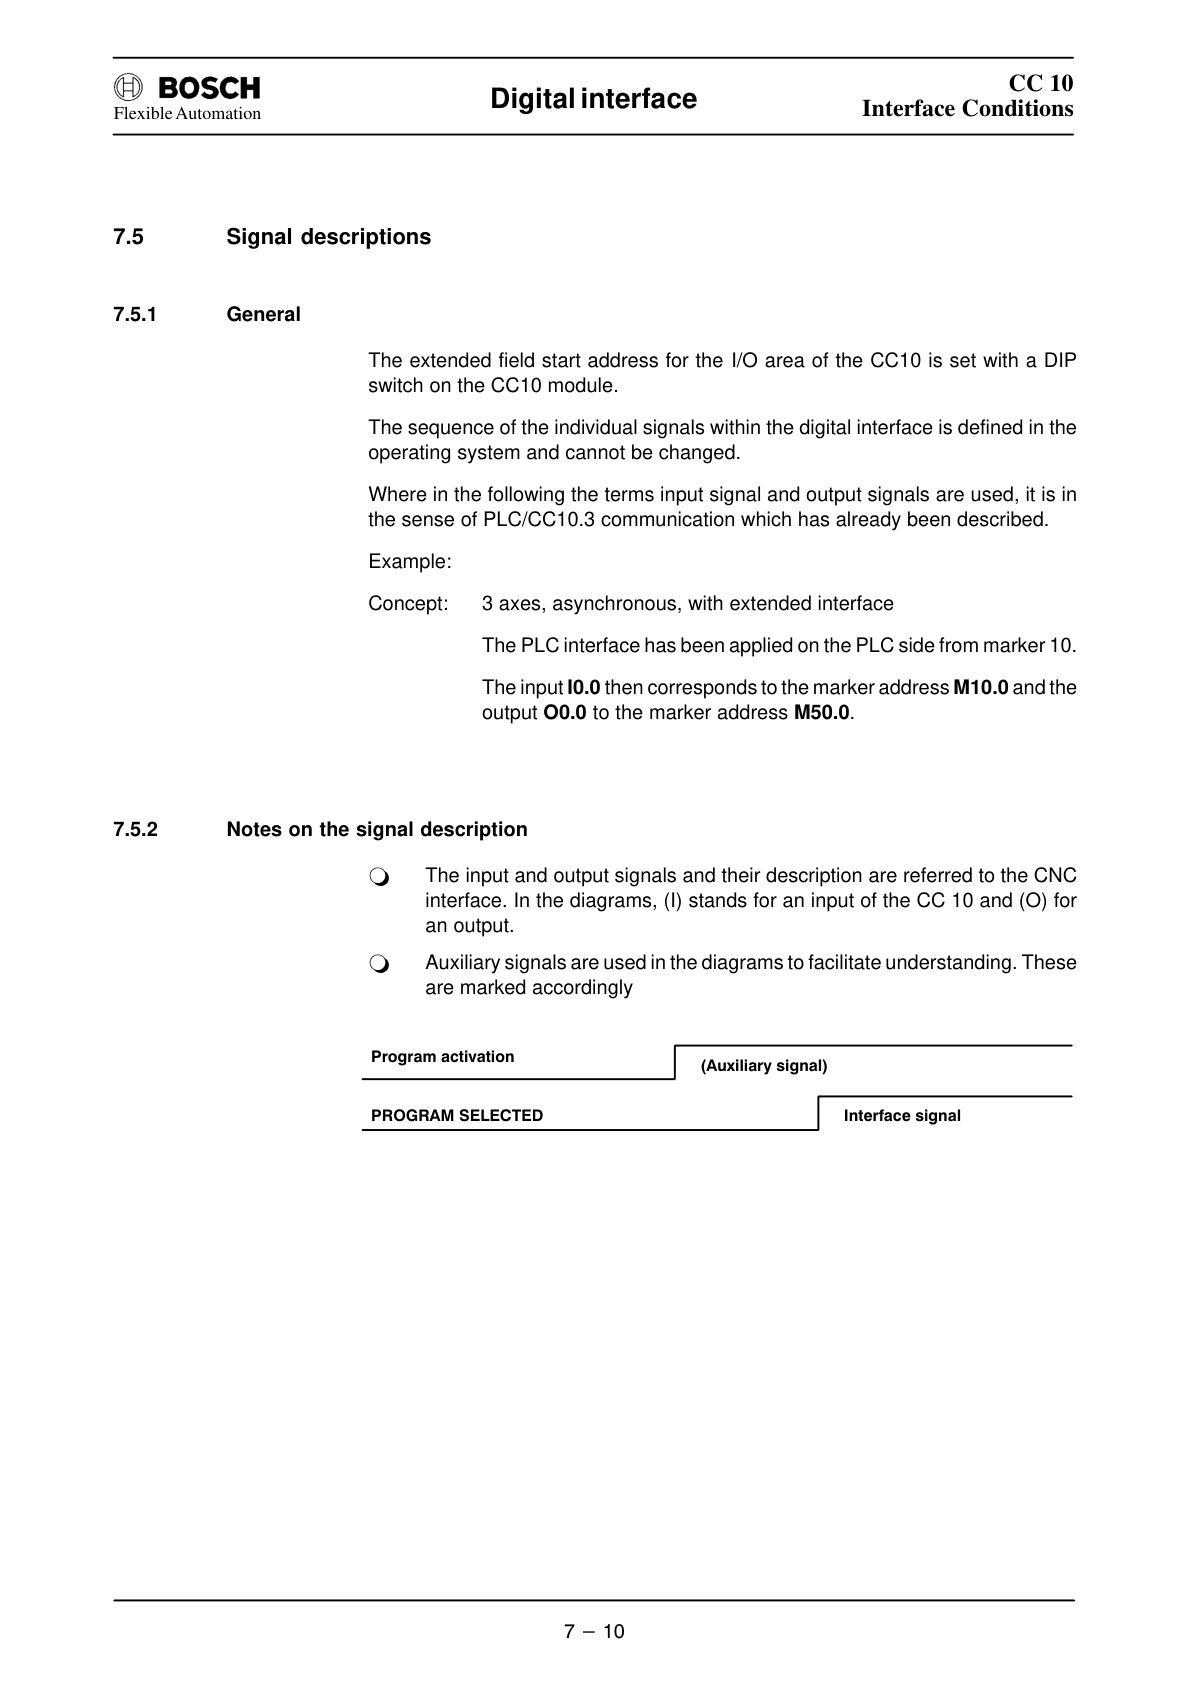 BOSCH
Flexible Automation
Digital interface
CC 10
Interface Conditions
7.5 Signal descriptions
7.5.1 General
The extended field start address for the I/O area of the CC10 is set with a DIP
switch on the CC10 module.
The sequence of the individual signals within the digital interface is defined in the
operating system and cannot be changed.
Where in the following the terms input signal and output signals are used, it is in
the sense of PLC/CC10.3 communication which has already been described.
Example:
Concept: 3 axes, asynchronous, with extended interface
The PLC interface has been applied on the PLC side from marker 10.
The input I0.0 then corresponds to the marker address M10.0 and the
output O0.0 to the marker address M50.0.
7.5.2 Notes on the signal description
The input and output signals and their description are referred to the CNC
interface. In the diagrams, (I) stands for an input of the CC 10 and (O) for
an output.
Auxiliary signals are used in the diagrams to facilitate understanding. These
are marked accordingly
Program activation
(Auxiliary signal)
PROGRAM SELECTED
Interface signal
7 – 10